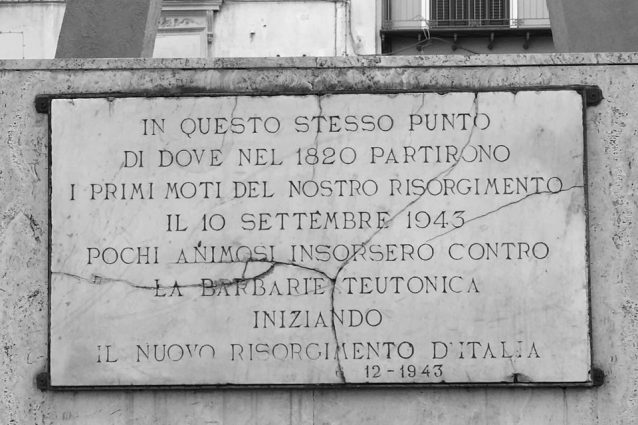 IN QUESTO STESSO PUNTO
DI DOVE NEL 1820 PARTIRONO
I PRIMI MOTI DEL NOSTRO RISORGIMENTO
IL 10 SETTEMBRE 1943
POCHI ANIMOSI INSORSERO CONTRO
LA BARBARIE TEUTONICA
INIZIANDO
IL NUOVO RISORGIMENTO D'ITALIA
12-1943